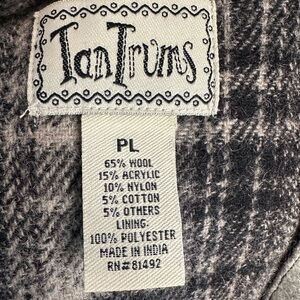 TanTrums
PL
65% WOOL
15% ACRYLIC
10% NYLON
5% COTTON
5% OTHERS
LINING:
100% POLYESTER
MADE IN INDIA
RN#81492